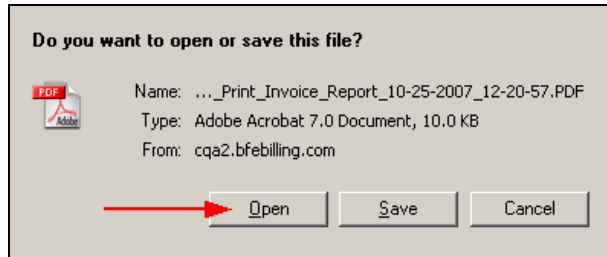 Do you want to open or save this file?
PDF
Adobe
Name: ..._Print_Invoice_Report_10-25-2007_12-20-57.PDF
Type: Adobe Acrobat 7.0 Document, 10.0 KB
From: cqa2.bfebilling.com
Open Save Cancel